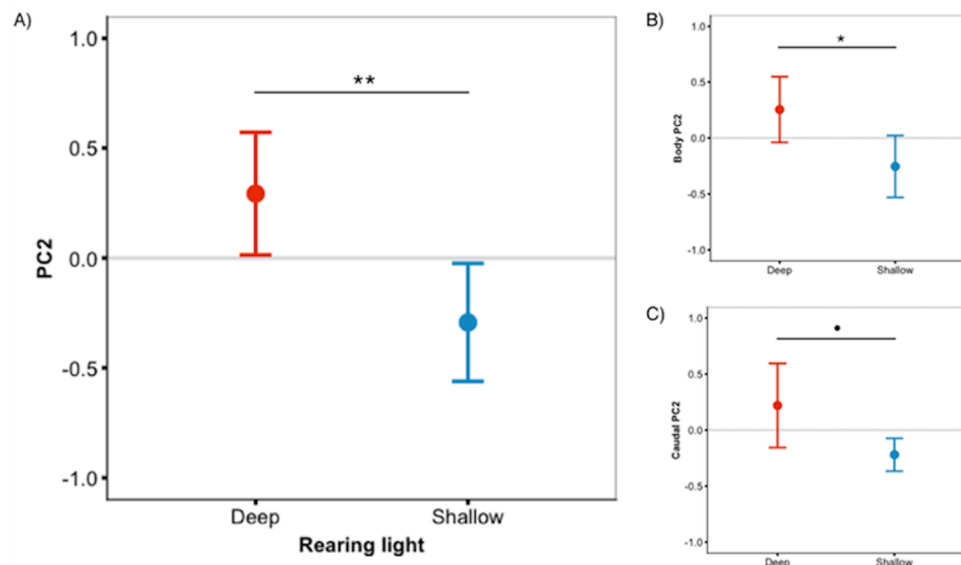 A)
1.0
0.5
0.0
-0.5
-1.0
PC2
**
Deep Shallow
Rearing light
B)
1.0
0.5
0.0
-0.5
-1.0
Body PC2
*
Deep Shallow
C)
1.0
0.5
0.0
-0.5
-1.0
Caudal PC2
•
Deep Shallow